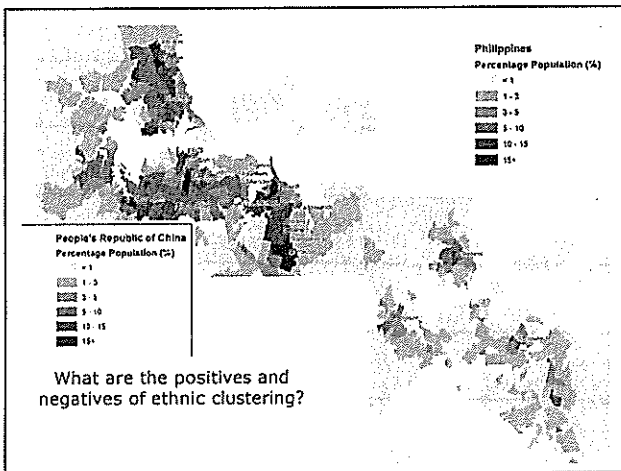 Philippines
Percentage Population (%)
< 1
1 - 3
3 - 5
5 - 10
10 - 15
15+
People's Republic of China
Percentage Population (%)
< 1
1 - 3
3 - 5
5 - 10
10 - 15
15+
What are the positives and
negatives of ethnic clustering?